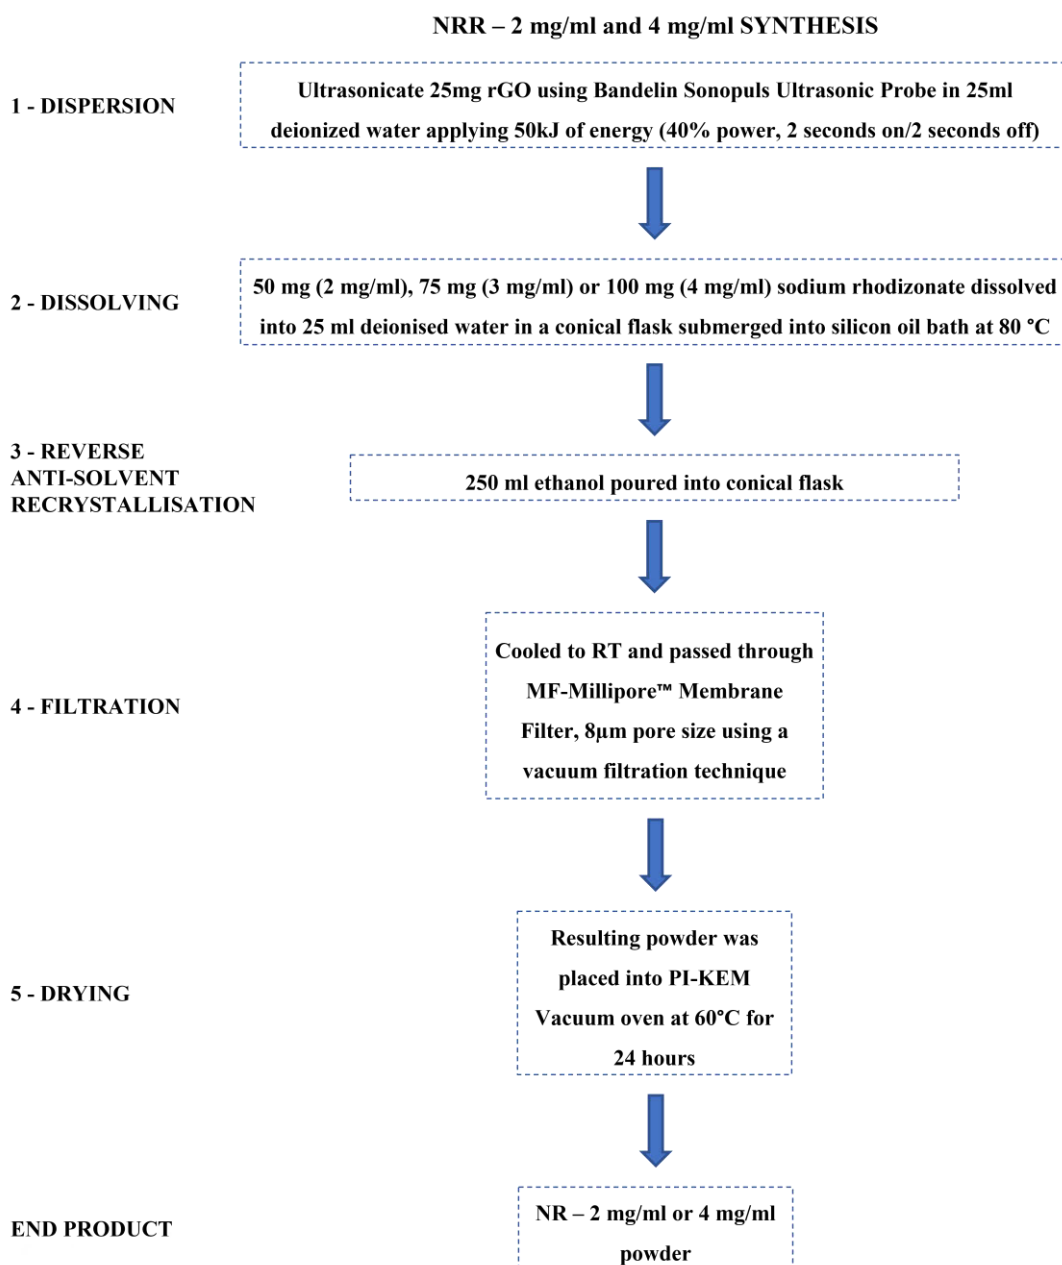 NRR – 2 mg/ml and 4 mg/ml SYNTHESIS
1 - DISPERSION
Ultrasonicate 25mg rGO using Bandelin Sonopuls Ultrasonic Probe in 25ml
deionized water applying 50kJ of energy (40% power, 2 seconds on/2 seconds off)
2 - DISSOLVING
50 mg (2 mg/ml), 75 mg (3 mg/ml) or 100 mg (4 mg/ml) sodium rhodizonate dissolved
into 25 ml deionised water in a conical flask submerged into silicon oil bath at 80 °C
3 - REVERSE
ANTI-SOLVENT
RECRYSTALLISATION
250 ml ethanol poured into conical flask
4 - FILTRATION
Cooled to RT and passed through
MF-Millipore™ Membrane
Filter, 8µm pore size using a
vacuum filtration technique
5 - DRYING
Resulting powder was
placed into PI-KEM
Vacuum oven at 60°C for
24 hours
END PRODUCT
NR – 2 mg/ml or 4 mg/ml
powder